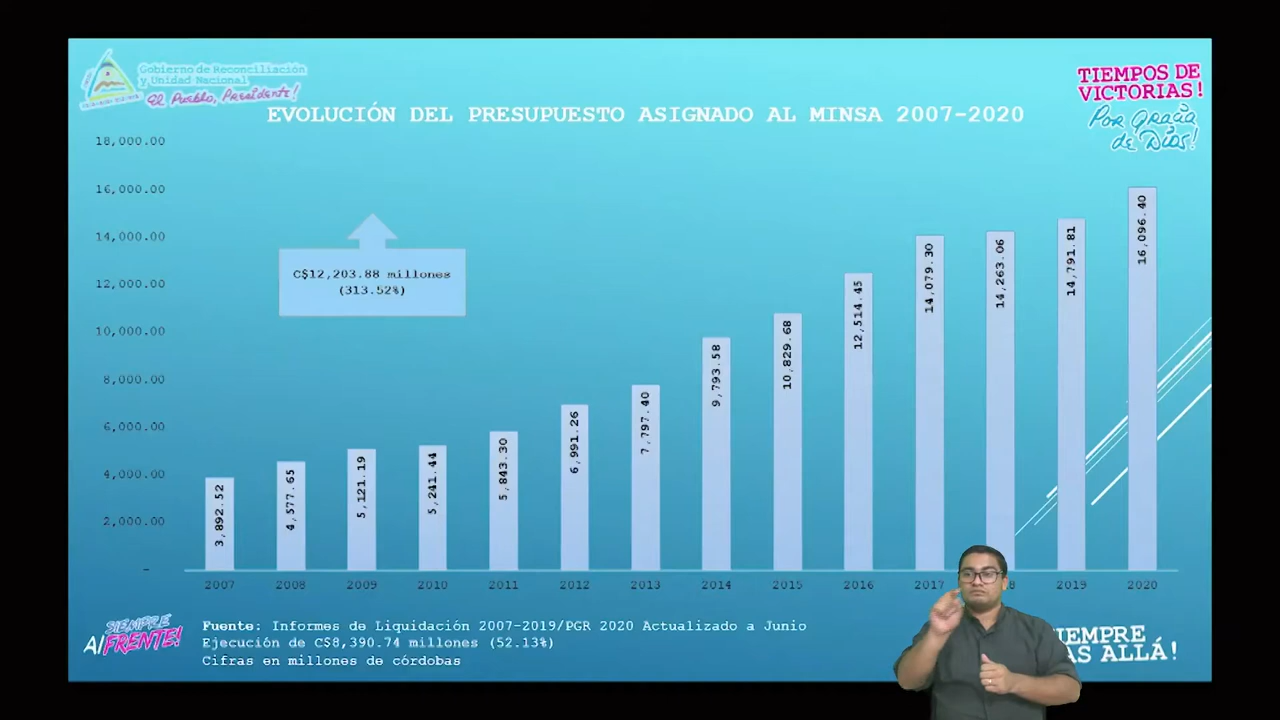 Gobierno de Reconciliación
y Unidad Nacional
El Pueblo, Presidente!
TIEMPOS DE
VICTORIAS!
Por Gracia
de Dios!
EVOLUCIÓN DEL PRESUPUESTO ASIGNADO AL MINSA 2007-2020
18,000.00
16,000.00
14,000.00
12,000.00
10,000.00
8,000.00
6,000.00
4,000.00
2,000.00
-
C$12,203.88 millones
(313.52%)
3,892.52
4,577.65
5,121.19
5,241.44
5,843.30
6,991.26
7,797.40
9,793.58
10,829.68
12,514.45
14,079.30
14,263.06
14,791.81
16,096.40
2007 2008 2009 2010 2011 2012 2013 2014 2015 2016 2017 8 2019 2020
SIEMPRE
Al FRENTE!
Fuente: Informes de Liquidación 2007-2019/PGR 2020 Actualizado a Junio
Ejecución de C$8,390.74 millones (52.13%)
Cifras en millones de córdobas
IEMPRE
AS ALLÁ!